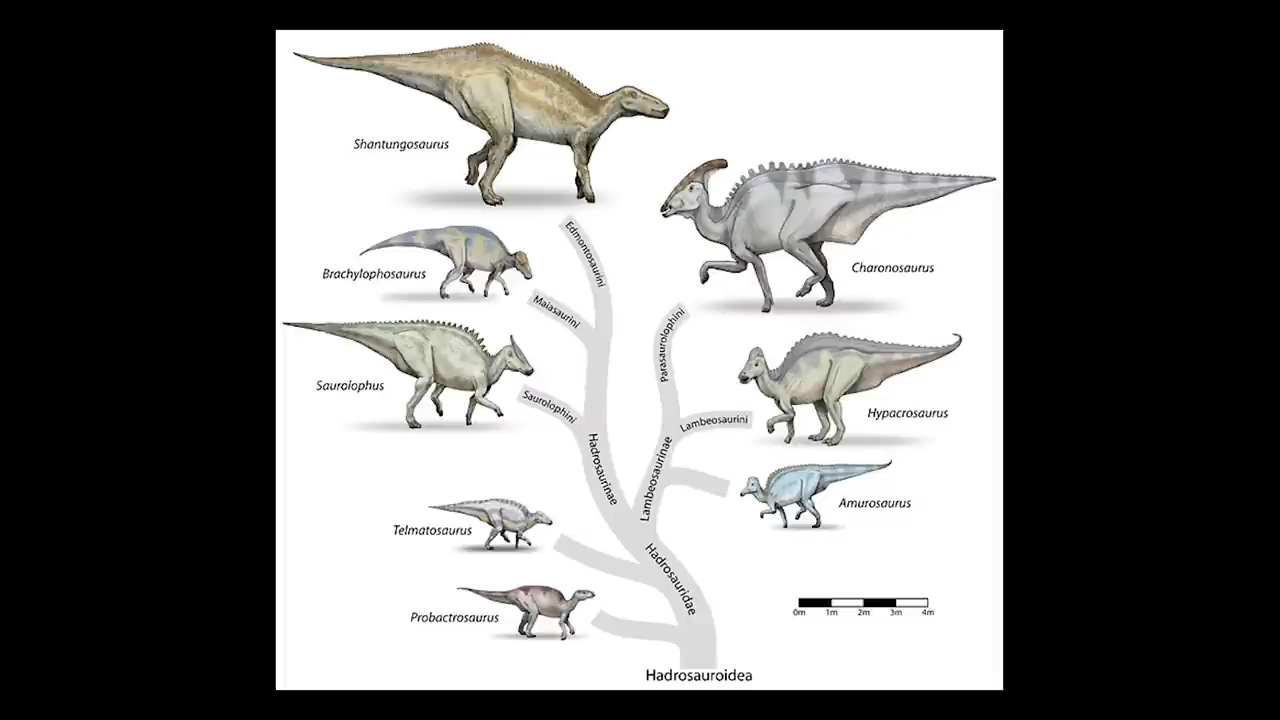 Shantungosaurus
Edmontosaurini
Charonosaurus
Brachylophosaurus
Maiasaurini
Parasaurolophini
Saurolophus
Saurolophini
Lambeosaurini
Hypacrosaurus
Hadrosaurinae
Lambeosaurinae
Amurosaurus
Telmatosaurus
Hadrosauridae
Probactrosaurus
0m 1m 2m 3m 4m
Hadrosauroidea